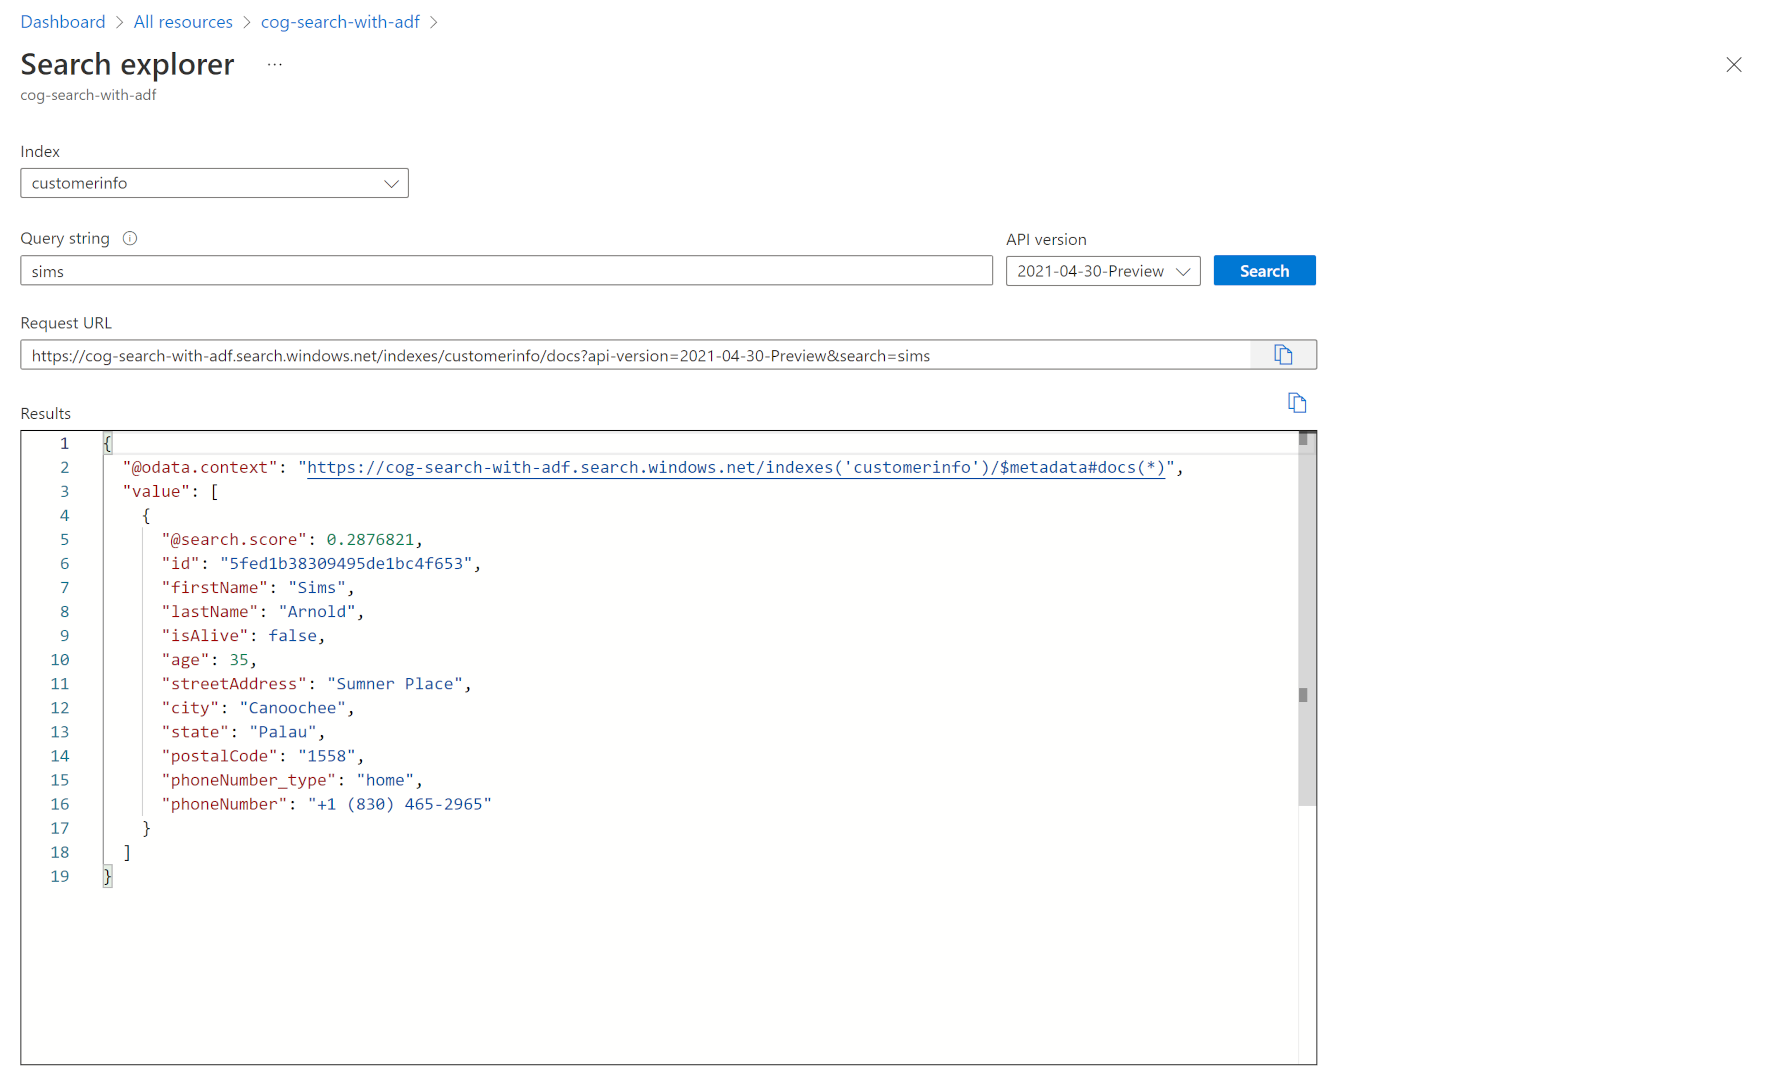 Dashboard > All resources > cog-search-with-adf >
Search explorer ...
cog-search-with-adf
Index
customerinfo
Query string
API version
sims
2021-04-30-Preview
Search
Request URL
https://cog-search-with-adf.search.windows.net/indexes/customerinfo/docs?api-version=2021-04-30-Preview&search=sims
Results
1 {
2 "@odata.context": "https://cog-search-with-adf.search.windows.net/indexes('customerinfo')/$metadata#docs(*)",
3 "value": [
4 {
5 "@search.score": 0.2876821,
6 "id": "5fed1b38309495de1bc4f653",
7 "firstName": "Sims",
8 "lastName": "Arnold",
9 "isAlive": false,
10 "age": 35,
11 "streetAddress": "Sumner Place",
12 "city": "Canoochee",
13 "state": "Palau",
14 "postalCode": "1558",
15 "phoneNumber_type": "home",
16 "phoneNumber": "+1 (830) 465-2965"
17 }
18 ]
19 }